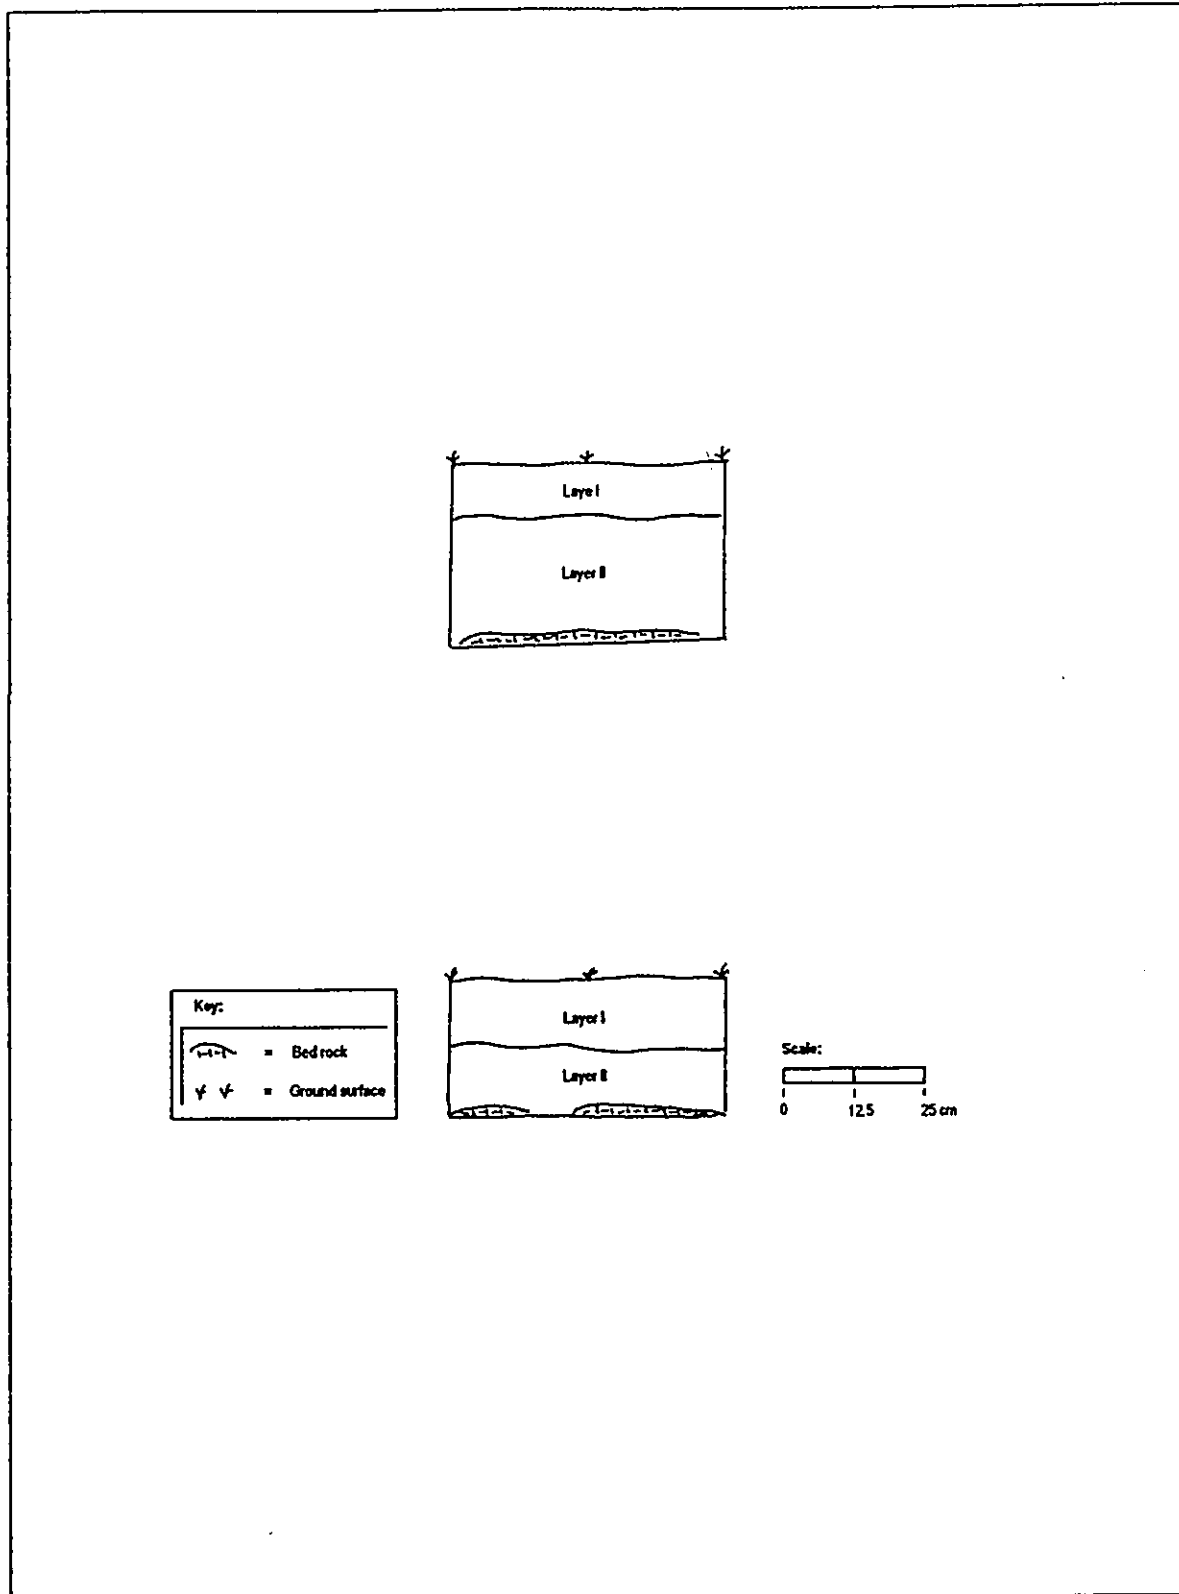 Laye I
Layer II
Key:
= Bed rock
= Ground surface
Layer I
Layer II
Scale:
0 12.5 25 cm